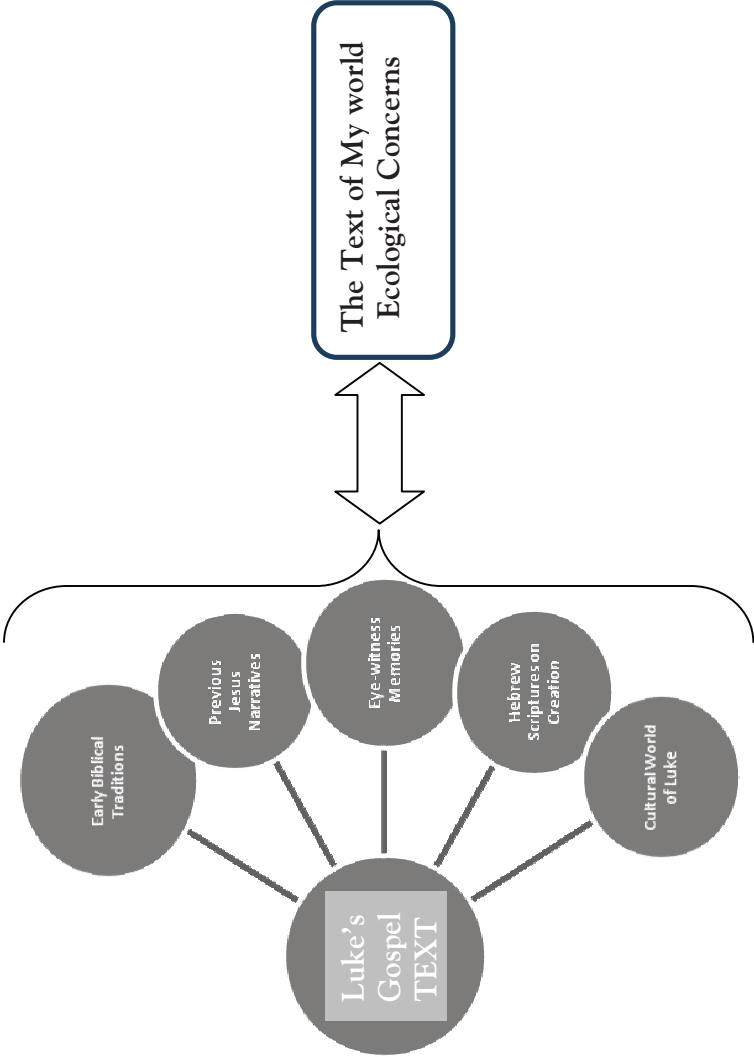 Luke's
Gospel
TEXT
Early Biblical
Traditions
Previous
Jesus
Narratives
Eye-witness
Memories
Hebrew
Scriptures on
Creation
Cultural World
of Luke
The Text of My world
Ecological Concerns